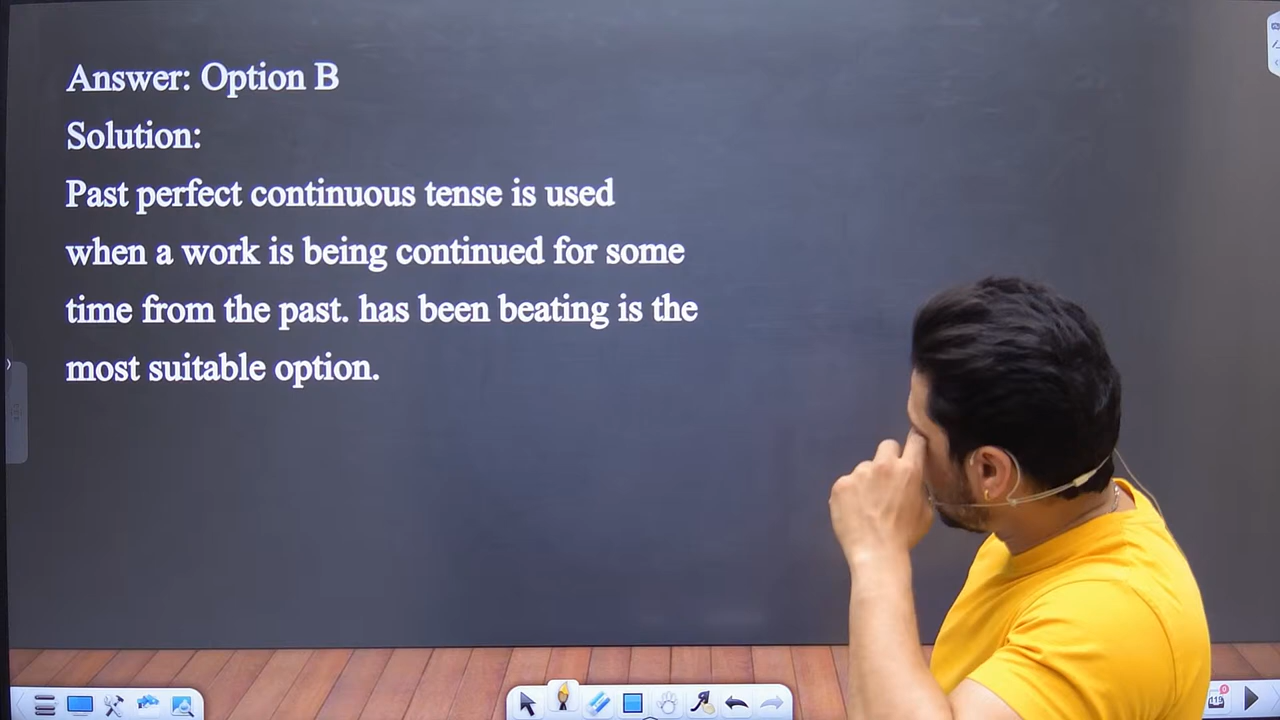 Answer: Option B
Solution:
Past perfect continuous tense is used
when a work is being continued for some
time from the past. has been beating is the
most suitable option.